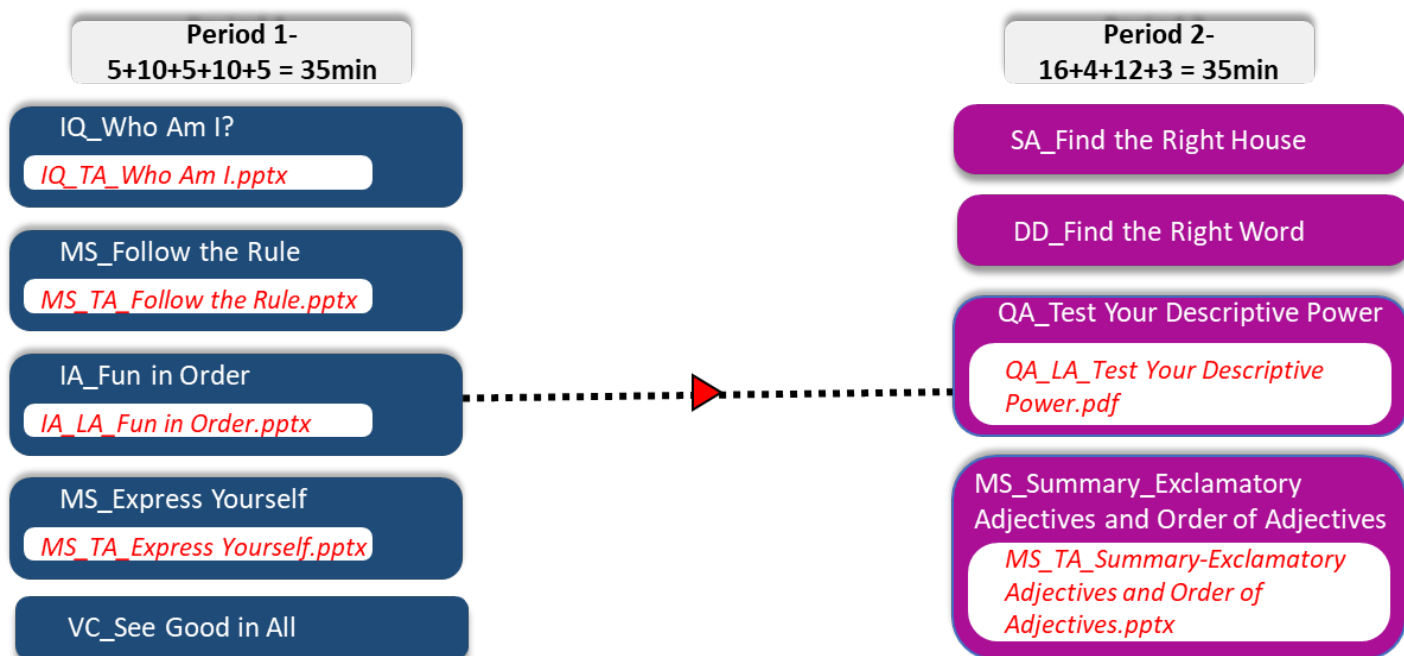 Period 1-
5+10+5+10+5 = 35min
IQ_Who Am I?
IQ_TA_Who Am I.pptx
MS_Follow the Rule
MS_TA_Follow the Rule.pptx
IA_Fun in Order
IA_LA_Fun in Order.pptx
MS_Express Yourself
MS_TA_Express Yourself.pptx
VC_See Good in All
Period 2-
16+4+12+3 = 35min
SA_Find the Right House
DD_Find the Right Word
QA_Test Your Descriptive Power
QA_LA_Test Your Descriptive
Power.pdf
MS_Summary_Exclamatory
Adjectives and Order of Adjectives
MS_TA_Summary-Exclamatory
Adjectives and Order of
Adjectives.pptx